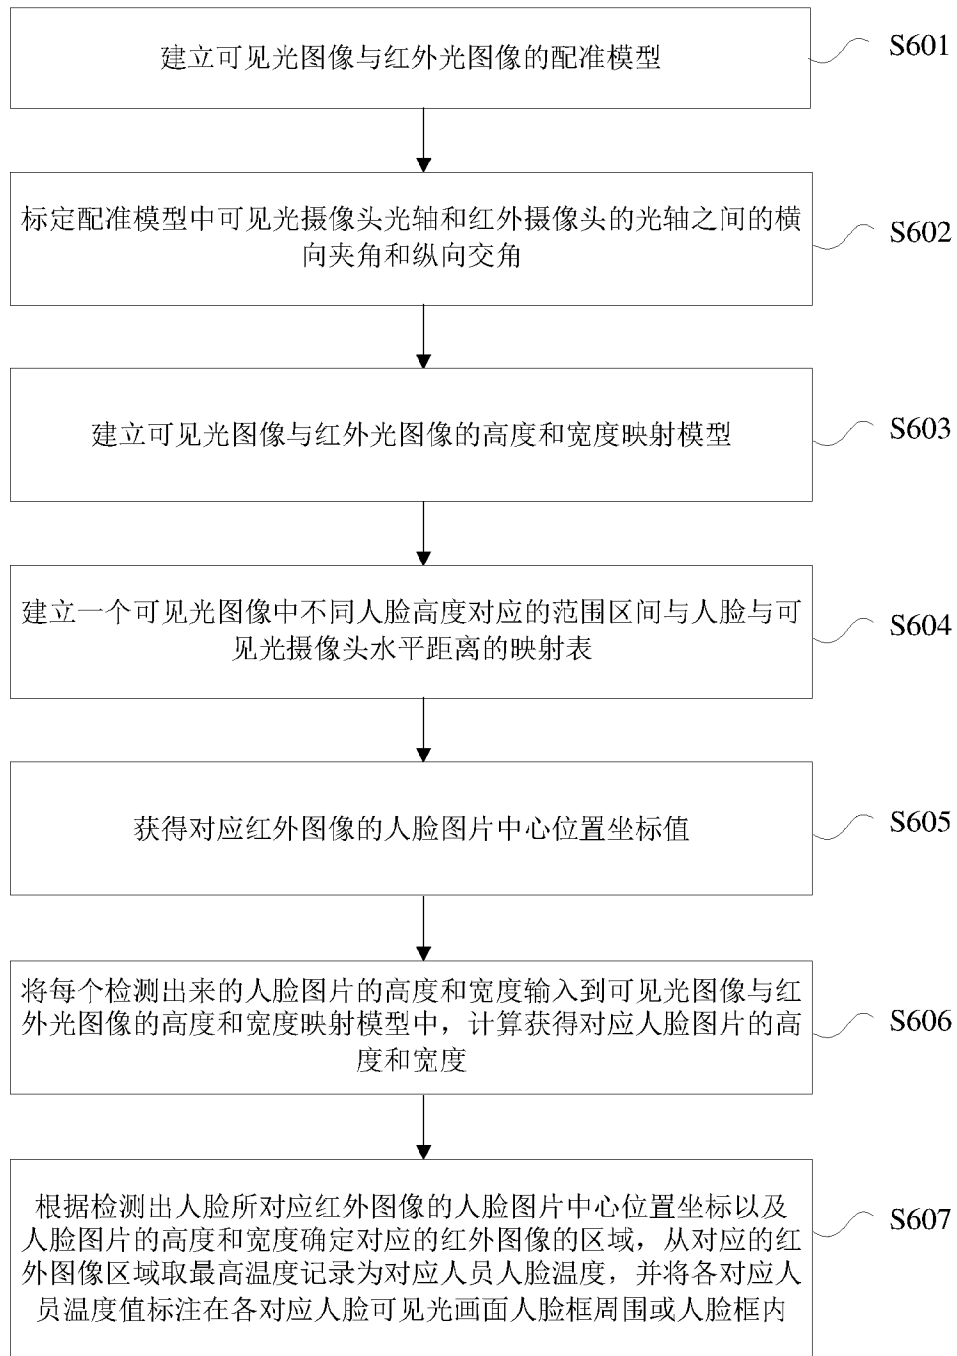 建立可见光图像与红外光图像的配准模型
S601
标定配准模型中可见光摄像头光轴和红外摄像头的光轴之间的横
向夹角和纵向交角
S602
建立可见光图像与红外光图像的高度和宽度映射模型
S603
建立一个可见光图像中不同人脸高度对应的范围区间与人脸与可
见光摄像头水平距离的映射表
S604
获得对应红外图像的人脸图片中心位置坐标值
S605
将每个检测出来的人脸图片的高度和宽度输入到可见光图像与红
外光图像的高度和宽度映射模型中，计算获得对应人脸图片的高
度和宽度
S606
根据检测出人脸所对应红外图像的人脸图片中心位置坐标以及
人脸图片的高度和宽度确定对应的红外图像的区域，从对应的红
外图像区域取最高温度记录为对应人员人脸温度，并将各对应人
员温度值标注在各对应人脸可见光画面人脸框周围或人脸框内
S607